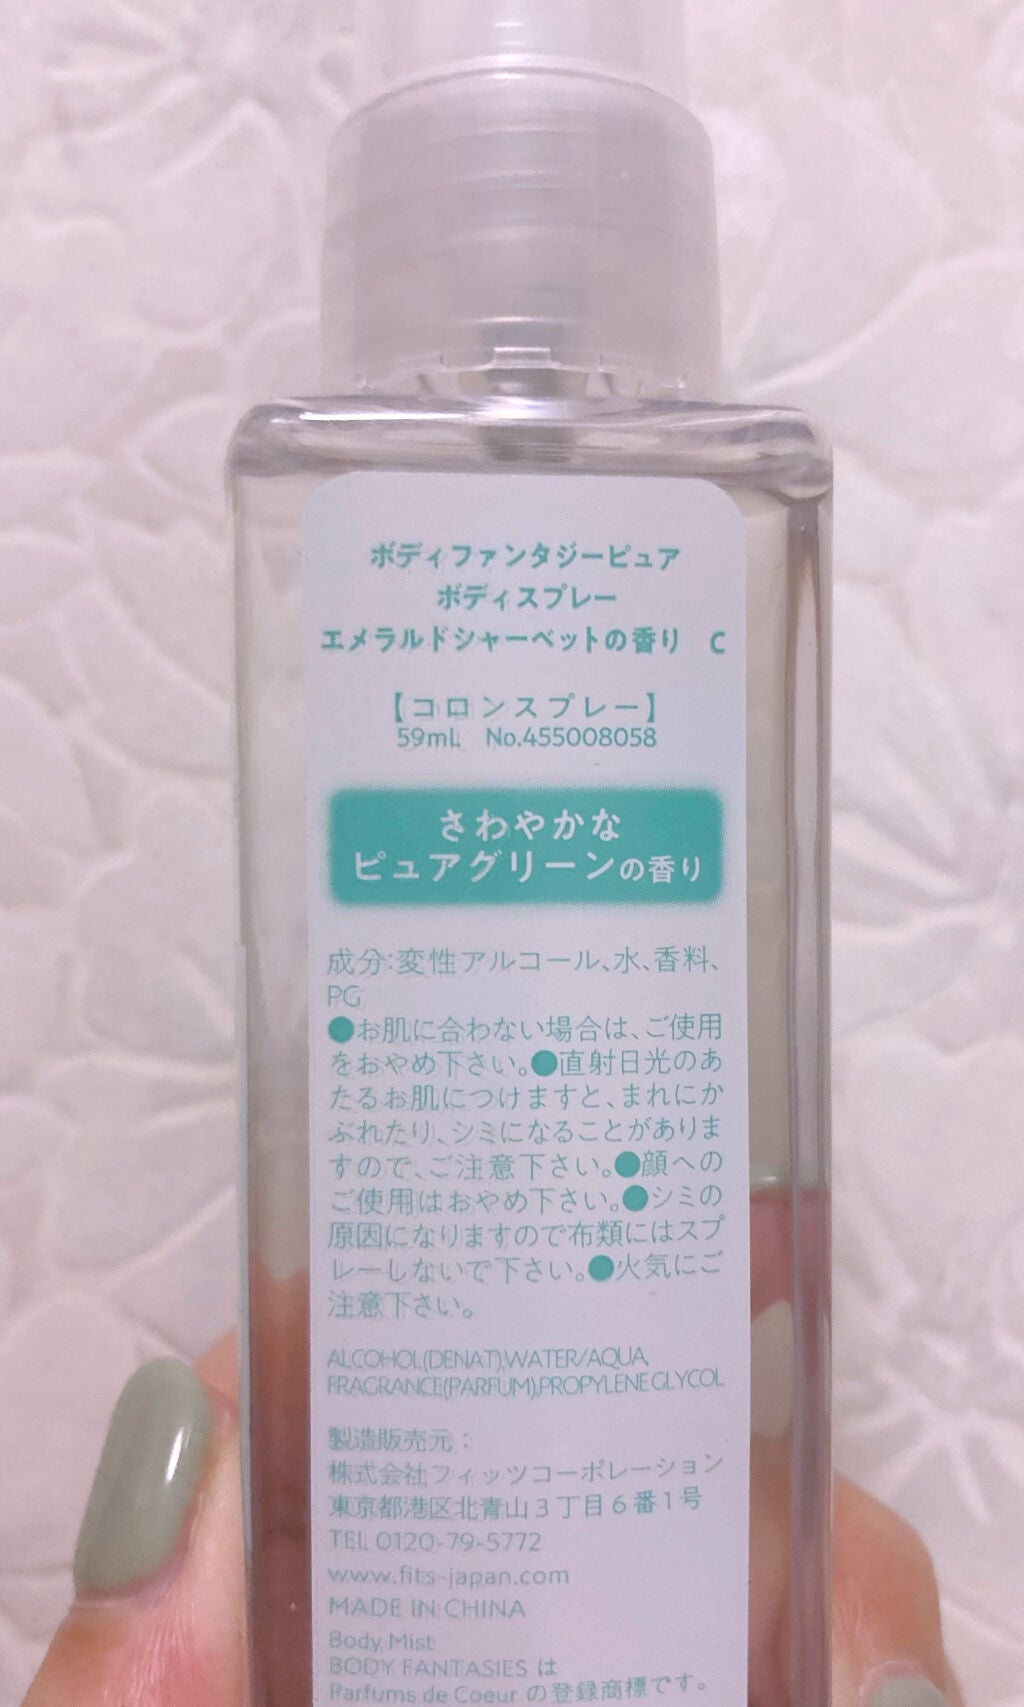 ボディファンタジーピュア
ボディスプレー
エメラルドシャーベットの香り C
【コロンスプレー】
59mL No.455008058
さわやかな
ピュアグリーンの香り
成分:変性アルコール、水、香料、
PG
●お肌に合わない場合は、ご使用
をおやめ下さい。●直射日光のあ
たるお肌につけますと、まれにか
ぶれたり、シミになることがありま
すので、ご注意下さい。●顔への
ご使用はおやめ下さい。●シミの
原因になりますので布類にはスプ
レーしないで下さい。●火気にご
注意下さい。
ALCOHOL(DENAT),WATER/AQUA,
FRAGRANCE(PARFUM),PROPYLENE GLYCOL
製造販売元:
株式会社フィッツコーポレーション
東京都港区北青山3丁目6番1号
TEL 0120-79-5772
www.fits-japan.com
MADE IN CHINA
Body Mist
BODY FANTASIES は
Parfums de Coeur の登録商標です。